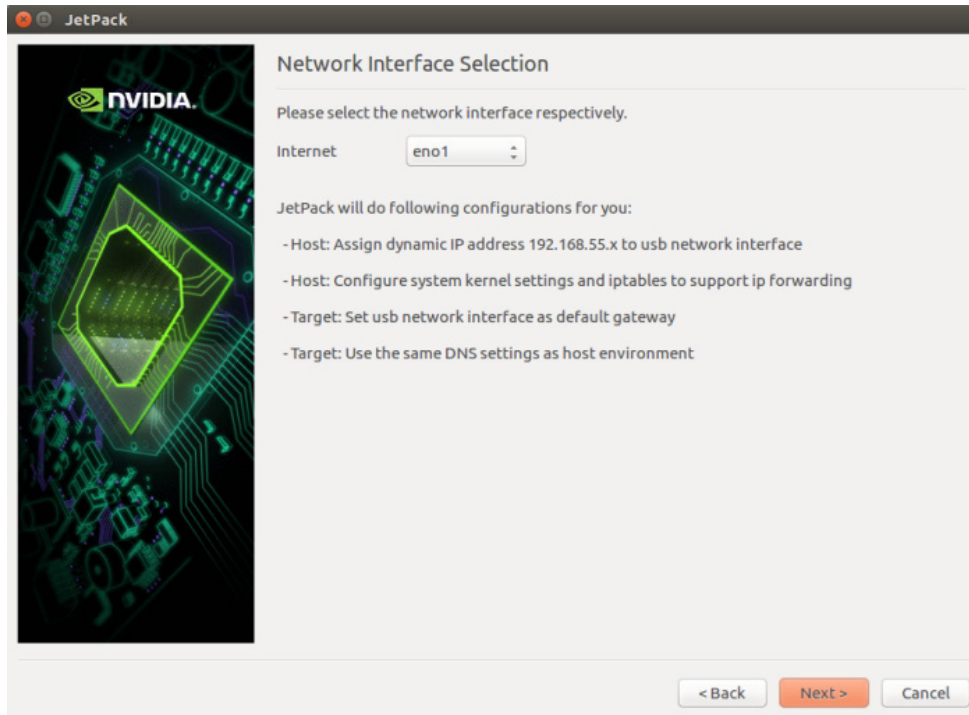 JetPack
NVIDIA.
Network Interface Selection
Please select the network interface respectively.
Internet eno1
JetPack will do following configurations for you:
- Host: Assign dynamic IP address 192.168.55.x to usb network interface
- Host: Configure system kernel settings and iptables to support ip forwarding
- Target: Set usb network interface as default gateway
- Target: Use the same DNS settings as host environment
< Back Next > Cancel